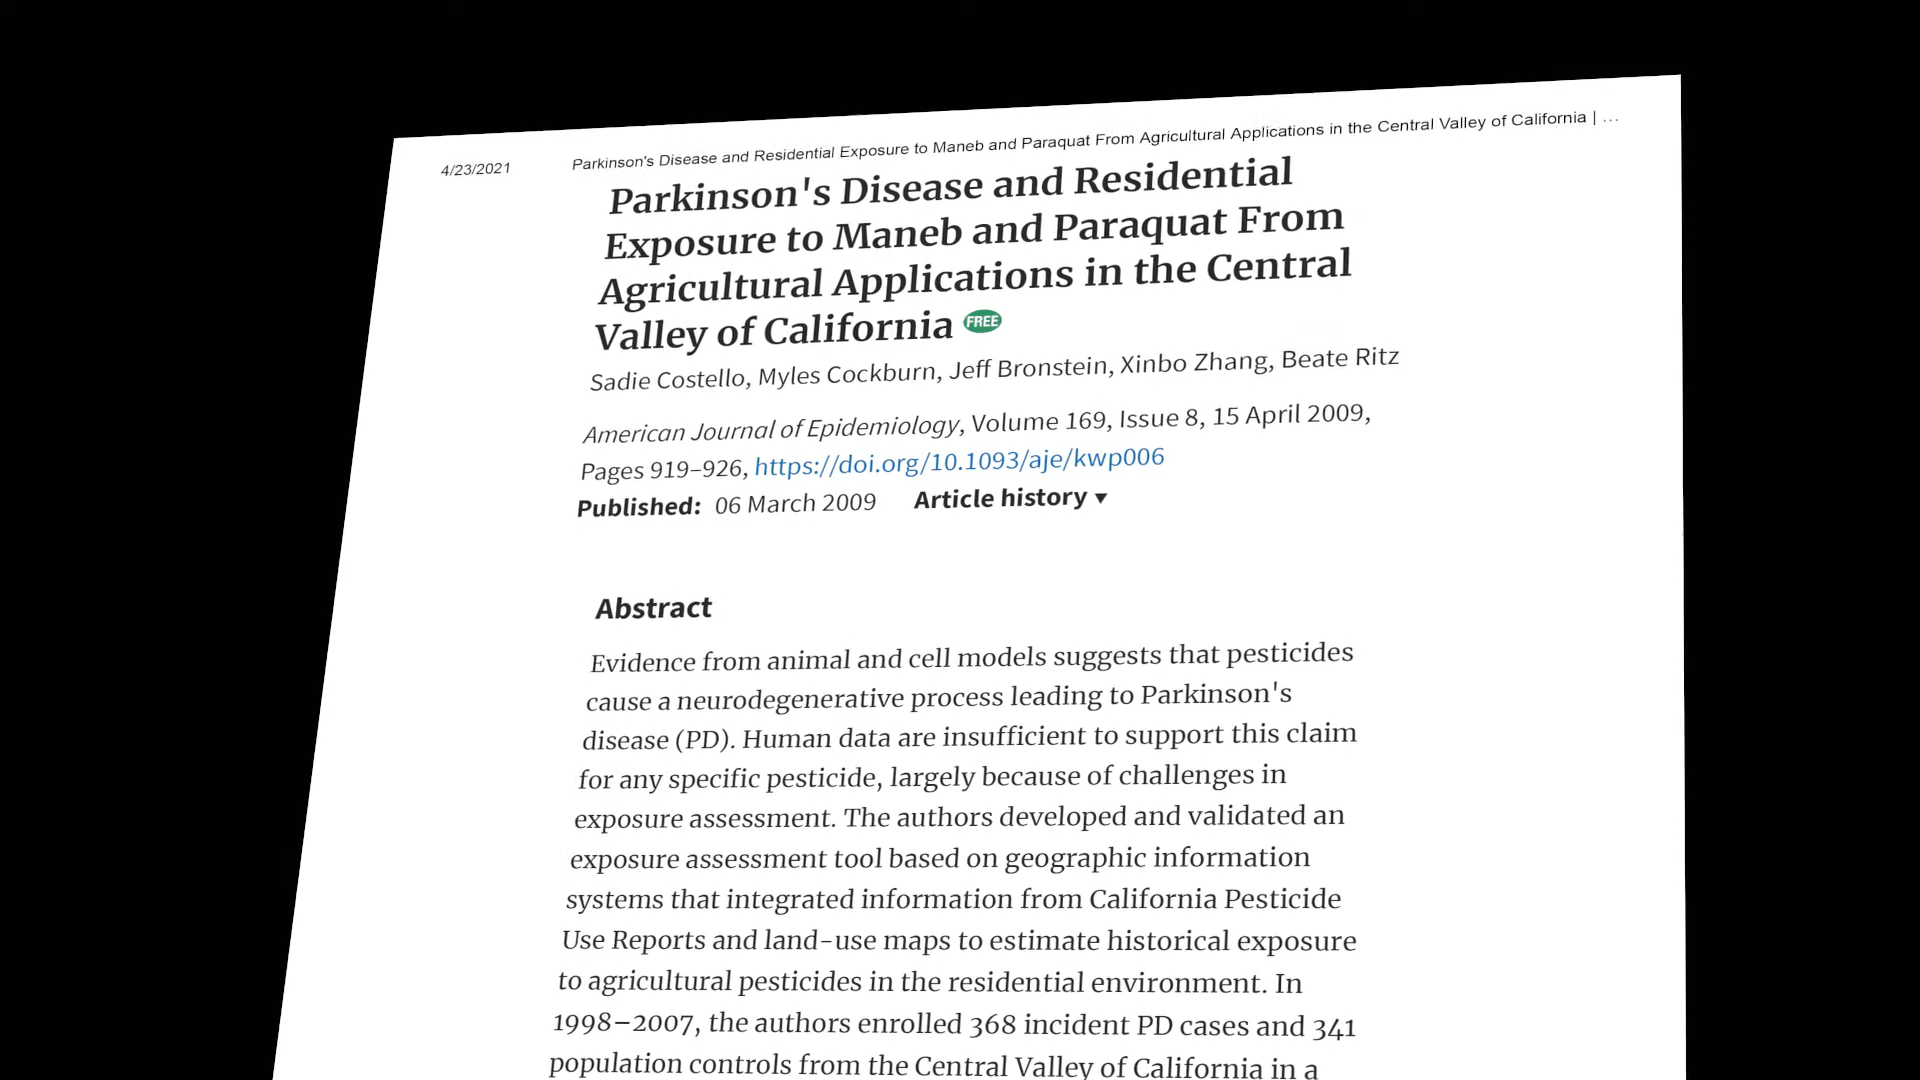 4/23/2021 Parkinson's Disease and Residential Exposure to Maneb and Paraquat From Agricultural Applications in the Central Valley of California | …
Parkinson's Disease and Residential
Exposure to Maneb and Paraquat From
Agricultural Applications in the Central
Valley of California FREE
Sadie Costello, Myles Cockburn, Jeff Bronstein, Xinbo Zhang, Beate Ritz
American Journal of Epidemiology, Volume 169, Issue 8, 15 April 2009,
Pages 919–926, https://doi.org/10.1093/aje/kwp006
Published: 06 March 2009 Article history ▾
Abstract
Evidence from animal and cell models suggests that pesticides
cause a neurodegenerative process leading to Parkinson's
disease (PD). Human data are insufficient to support this claim
for any specific pesticide, largely because of challenges in
exposure assessment. The authors developed and validated an
exposure assessment tool based on geographic information
systems that integrated information from California Pesticide
Use Reports and land-use maps to estimate historical exposure
to agricultural pesticides in the residential environment. In
1998–2007, the authors enrolled 368 incident PD cases and 341
population controls from the Central Valley of California in a